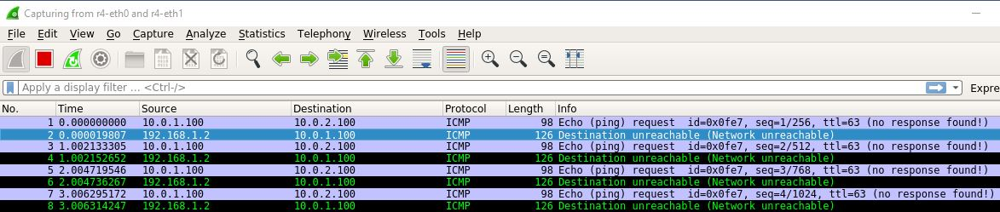 Capturing from r4-eth0 and r4-eth1
File Edit View Go Capture Analyze Statistics Telephony Wireless Tools Help
Apply a display filter ... <Ctrl-/> Expre
No. Time Source Destination Protocol Length Info
1 0.000000000 10.0.1.100 10.0.2.100 ICMP 98 Echo (ping) request id=0x0fe7, seq=1/256, ttl=63 (no response found!)
2 0.000019807 192.168.1.2 10.0.1.100 ICMP 126 Destination unreachable (Network unreachable)
3 1.002133305 10.0.1.100 10.0.2.100 ICMP 98 Echo (ping) request id=0x0fe7, seq=2/512, ttl=63 (no response found!)
4 1.002152652 192.168.1.2 10.0.1.100 ICMP 126 Destination unreachable (Network unreachable)
5 2.004719546 10.0.1.100 10.0.2.100 ICMP 98 Echo (ping) request id=0x0fe7, seq=3/768, ttl=63 (no response found!)
6 2.004736267 192.168.1.2 10.0.1.100 ICMP 126 Destination unreachable (Network unreachable)
7 3.006295172 10.0.1.100 10.0.2.100 ICMP 98 Echo (ping) request id=0x0fe7, seq=4/1024, ttl=63 (no response found!)
8 3.006314247 192.168.1.2 10.0.1.100 ICMP 126 Destination unreachable (Network unreachable)